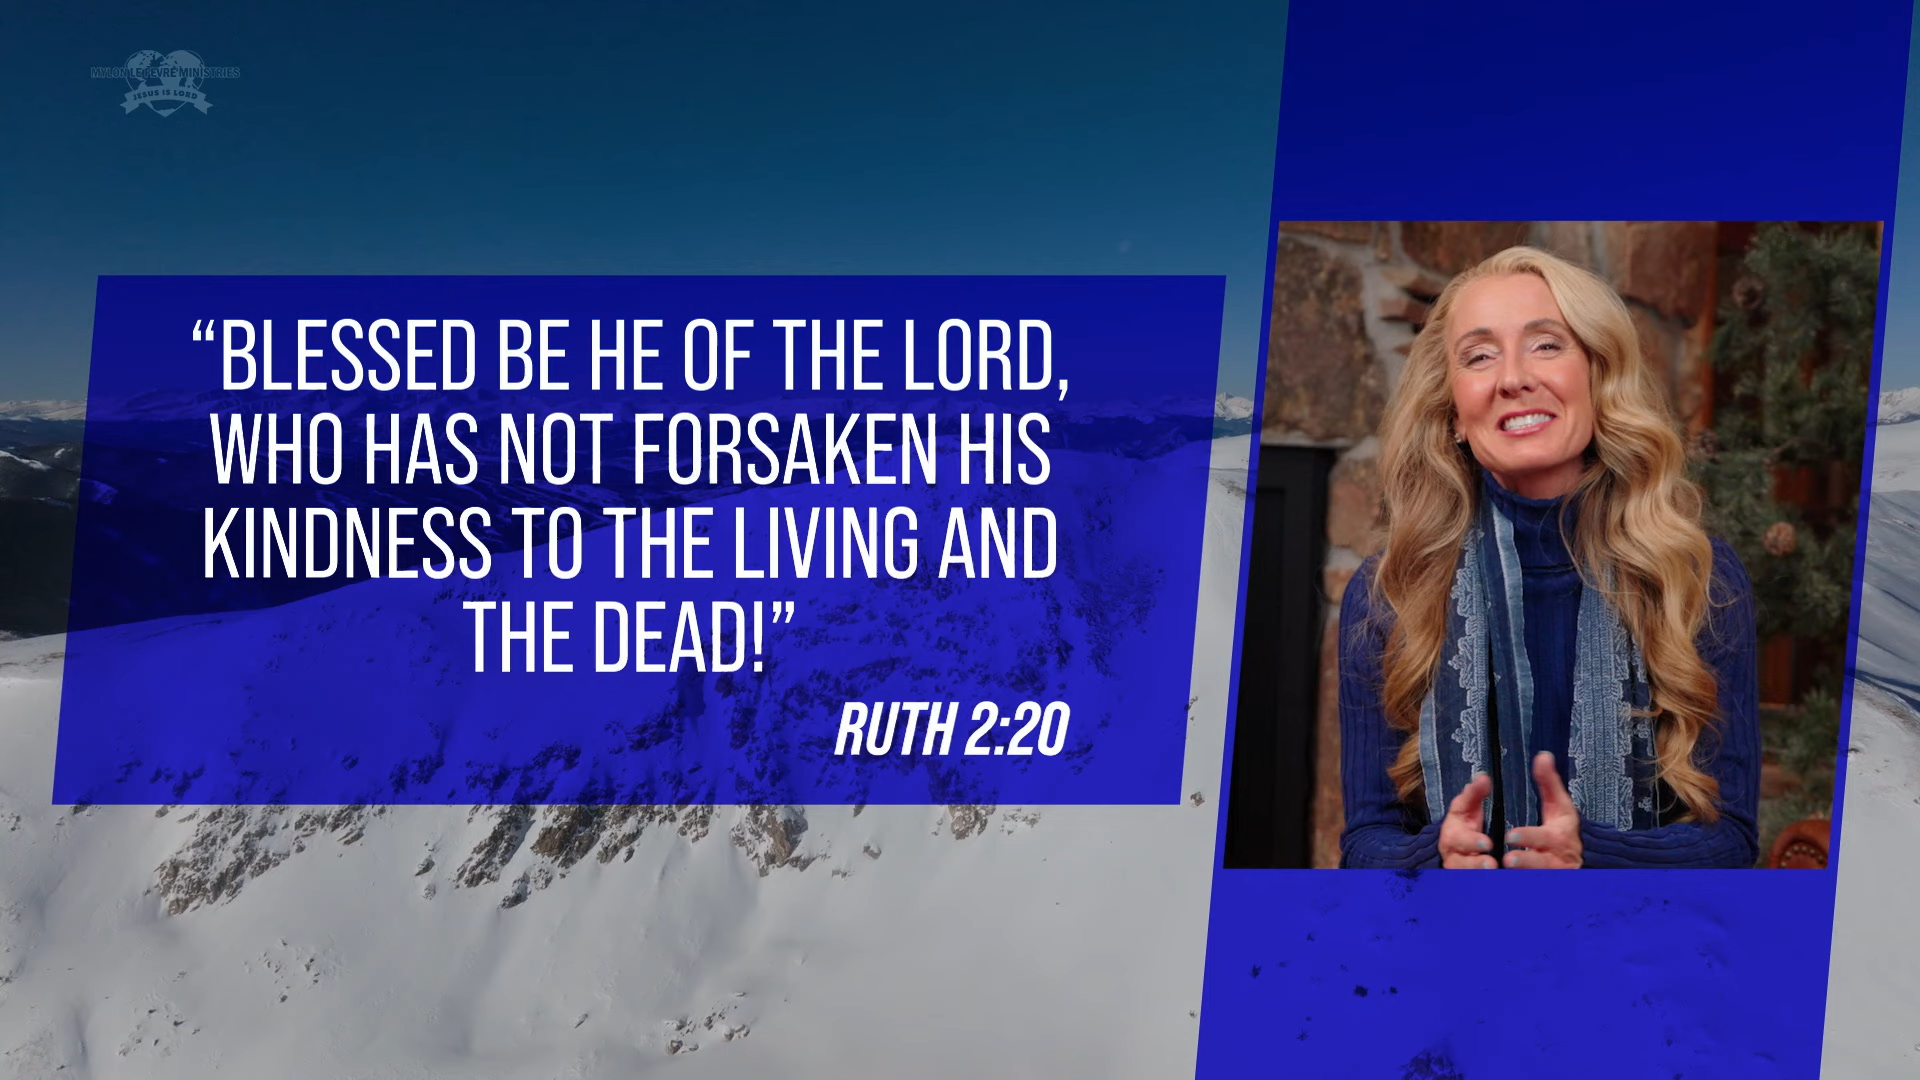 MYLON LE FEVRE MINISTRIES
JESUS IS LORD
“BLESSED BE HE OF THE LORD,
WHO HAS NOT FORSAKEN HIS
KINDNESS TO THE LIVING AND
THE DEAD!”
RUTH 2:20